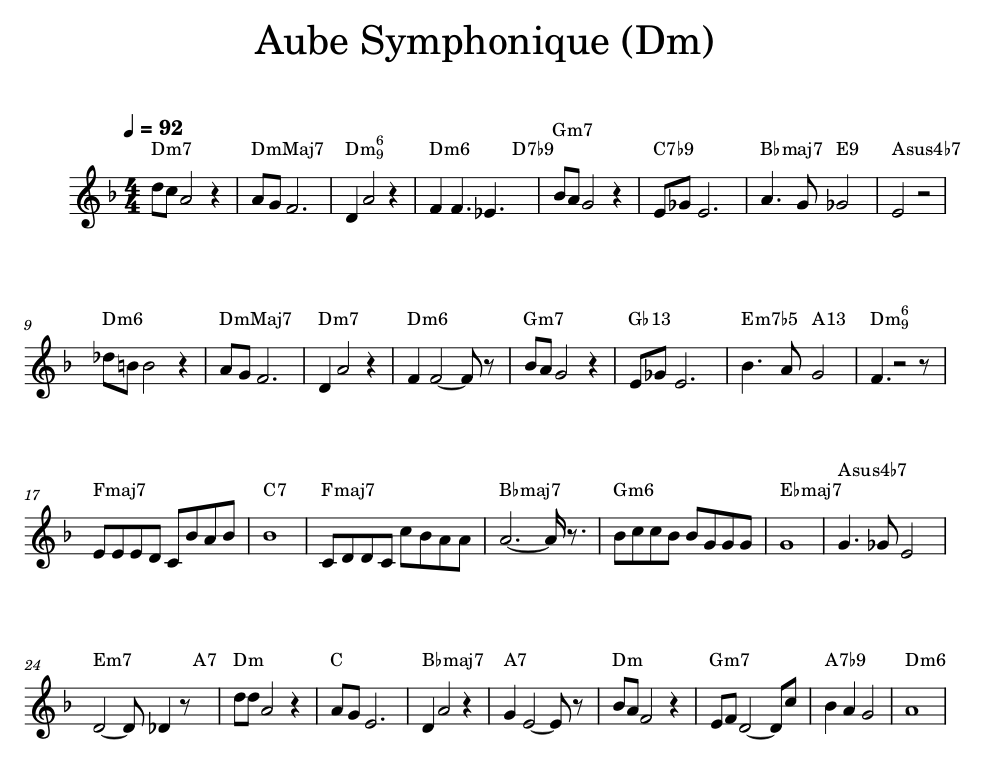 Aube Symphonique (Dm)
♩ = 92
Gm7
Dm7 DmMaj7 Dm6/9 Dm6 D7♭9 C7♭9 B♭maj7 E9 Asus4♭7
4/4
9
Dm6 DmMaj7 Dm7 Dm6 Gm7 G♭13 Em7♭5 A13 Dm6/9
Asus4♭7
17
Fmaj7 C7 Fmaj7 B♭maj7 Gm6 E♭maj7
24
Em7 A7 Dm C B♭maj7 A7 Dm Gm7 A7♭9 Dm6